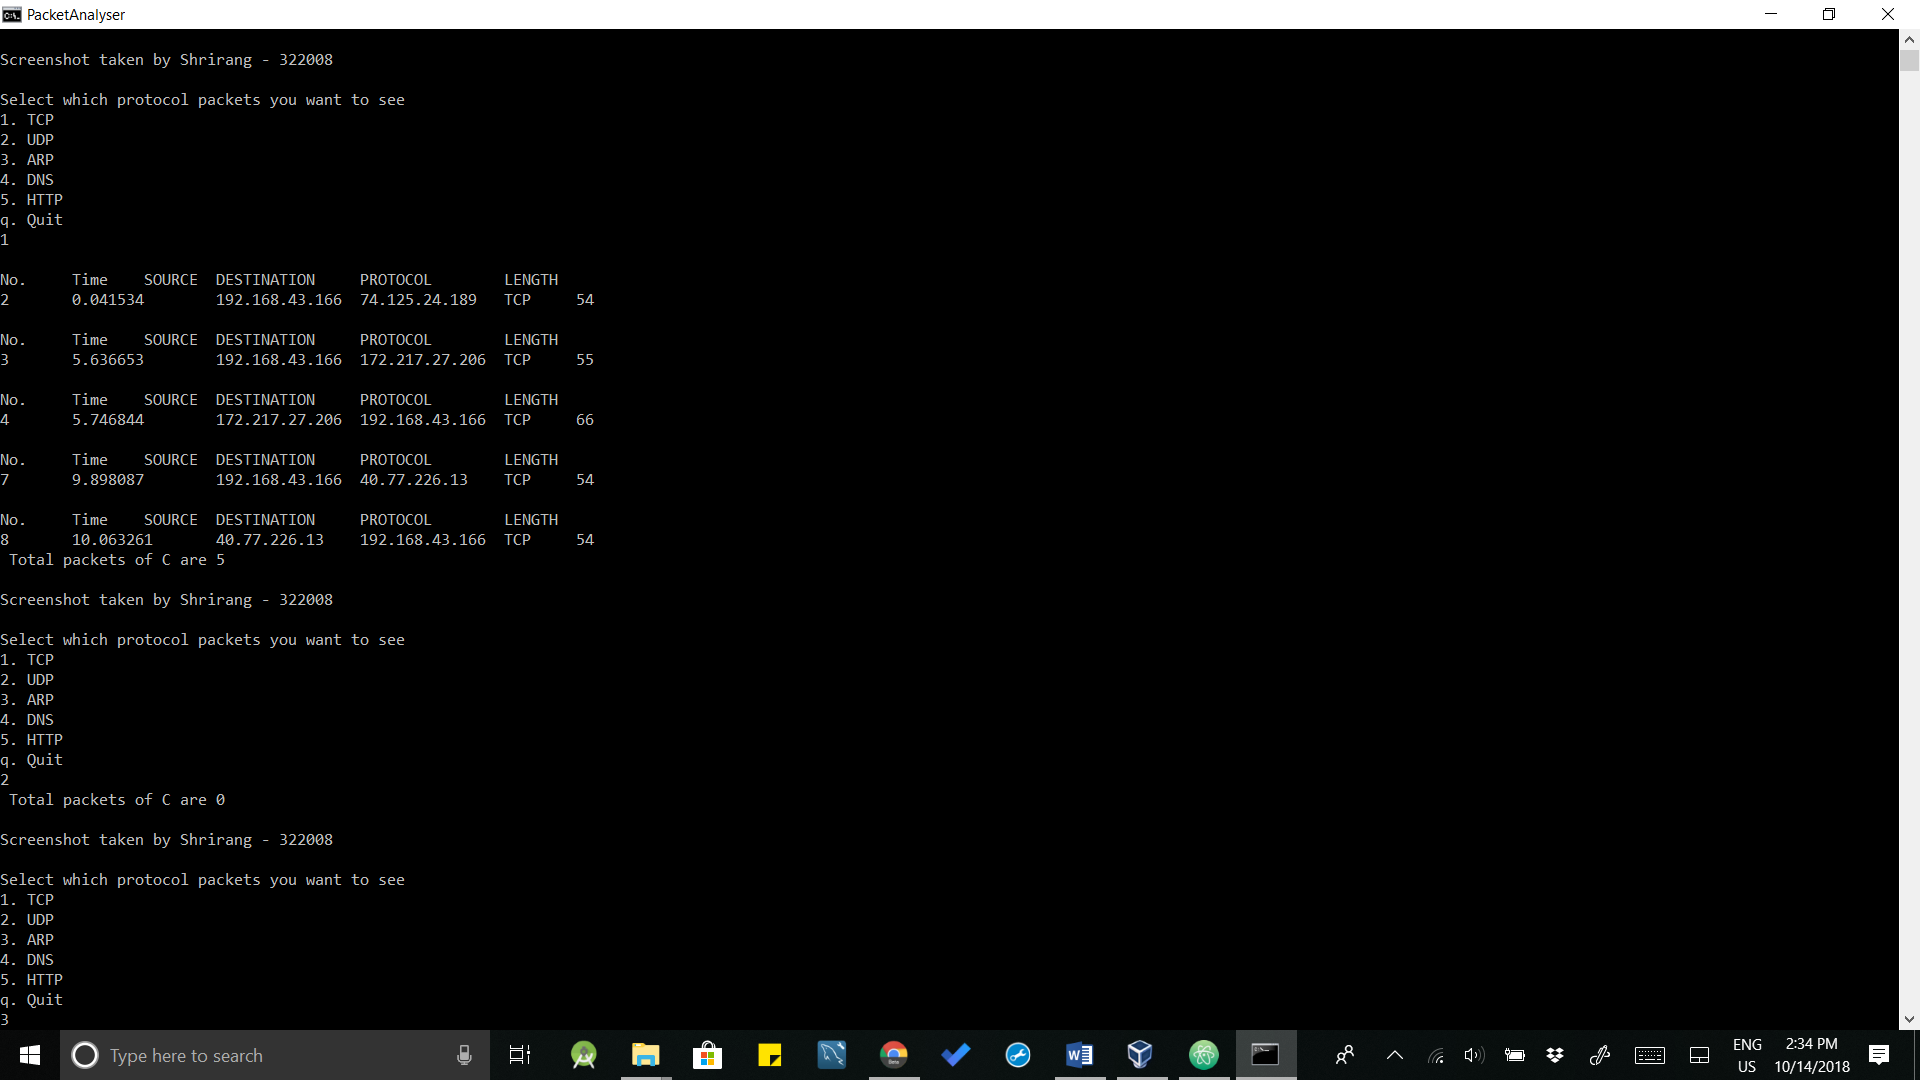 PacketAnalyser
Screenshot taken by Shrirang - 322008
Select which protocol packets you want to see
1. TCP
2. UDP
3. ARP
4. DNS
5. HTTP
q. Quit
1
No. Time SOURCE DESTINATION PROTOCOL LENGTH
2 0.041534 192.168.43.166 74.125.24.189 TCP 54
No. Time SOURCE DESTINATION PROTOCOL LENGTH
3 5.636653 192.168.43.166 172.217.27.206 TCP 55
No. Time SOURCE DESTINATION PROTOCOL LENGTH
4 5.746844 172.217.27.206 192.168.43.166 TCP 66
No. Time SOURCE DESTINATION PROTOCOL LENGTH
7 9.898087 192.168.43.166 40.77.226.13 TCP 54
No. Time SOURCE DESTINATION PROTOCOL LENGTH
8 10.063261 40.77.226.13 192.168.43.166 TCP 54
Total packets of C are 5
Screenshot taken by Shrirang - 322008
Select which protocol packets you want to see
1. TCP
2. UDP
3. ARP
4. DNS
5. HTTP
q. Quit
2
Total packets of C are 0
Screenshot taken by Shrirang - 322008
Select which protocol packets you want to see
1. TCP
2. UDP
3. ARP
4. DNS
5. HTTP
q. Quit
3
Type here to search
ENG
US
2:34 PM
10/14/2018